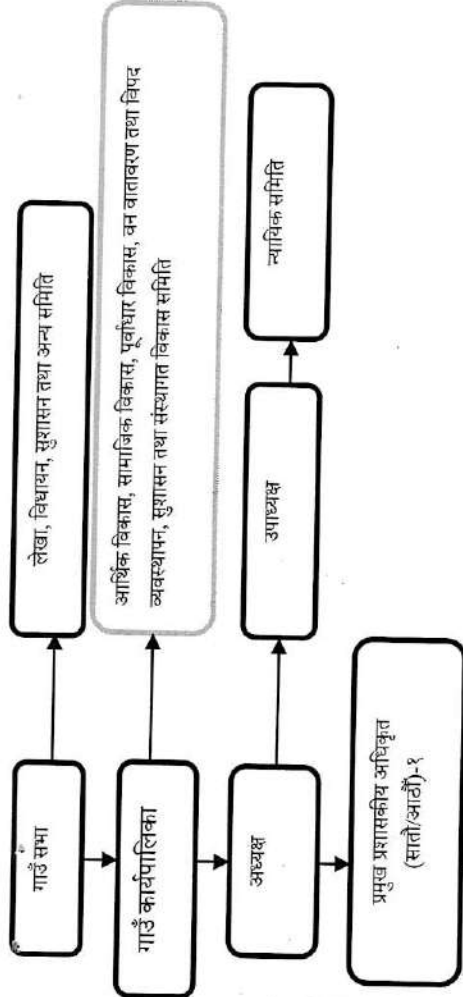 गाउँ सभा
लेखा, विधायन, सुशासन तथा अन्य समिति
गाउँ कार्यपालिका
आर्थिक विकास, सामाजिक विकास, पूर्वाधार विकास, वन वातावरण तथा विपद
व्यवस्थापन, सुशासन तथा संस्थागत विकास समिति
अध्यक्ष
उपाध्यक्ष
न्यायिक समिति
प्रमुख प्रशासकीय अधिकृत
(सातौ/आठौं)-१